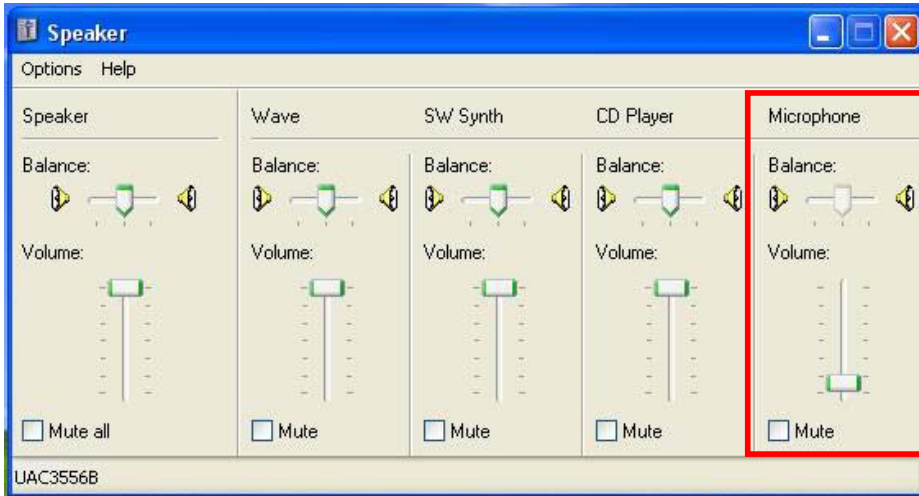 Speaker
Options Help
Speaker Wave SW Synth CD Player Microphone
Balance: Balance: Balance: Balance: Balance:
Volume: Volume: Volume: Volume: Volume:
Mute all Mute Mute Mute Mute
UAC3556B